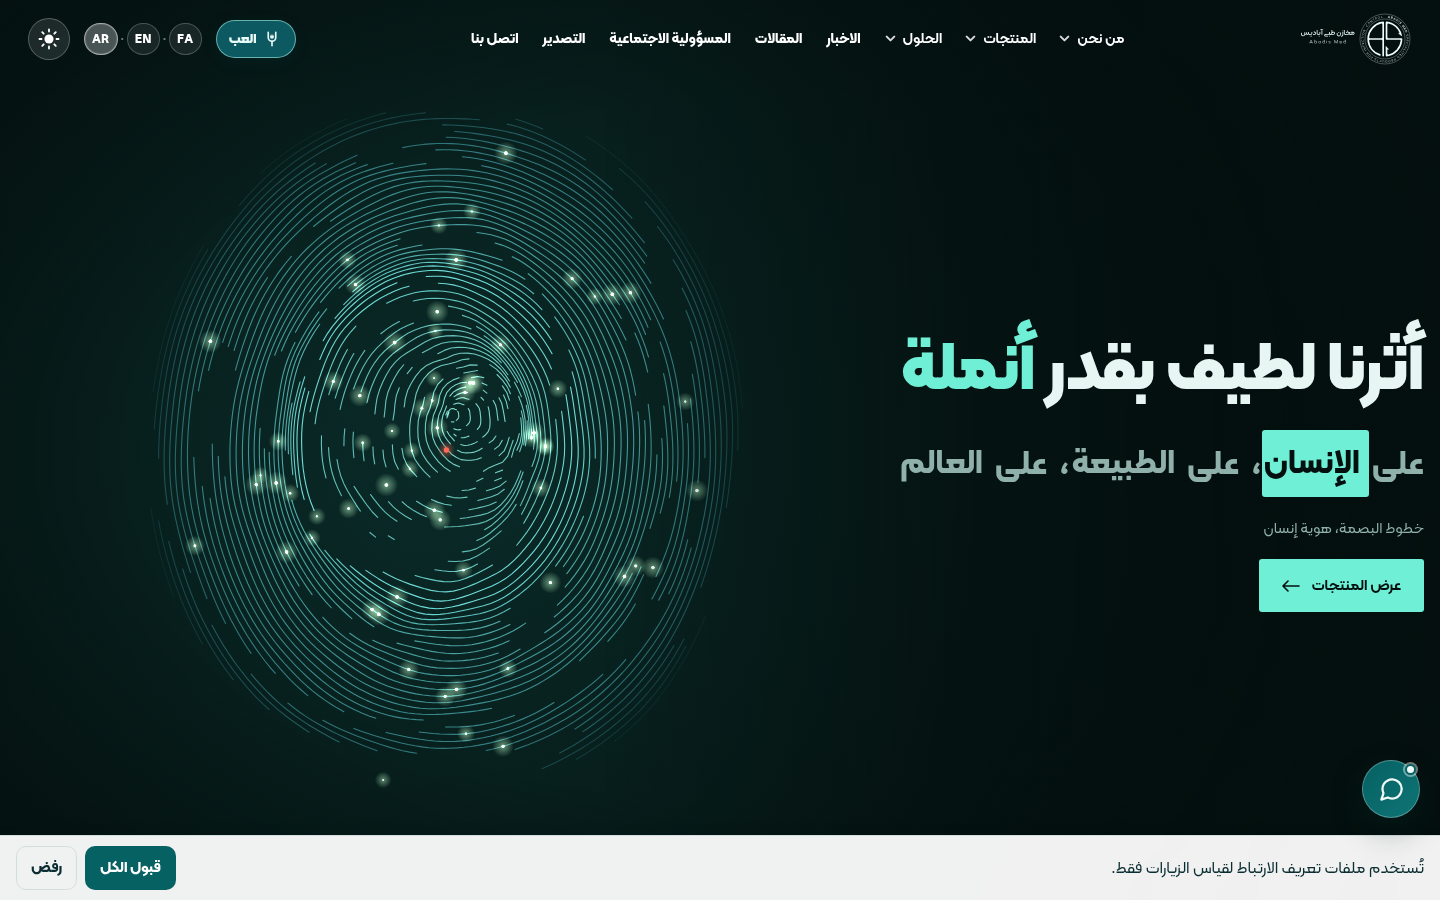 مخازن طبي آباديس
Abadis Med
من نحن
المنتجات
الحلول
الاخبار
المقالات
المسؤولية الاجتماعية
التصدير
اتصل بنا
العب
FA · EN · AR
أثرنا لطيف بقدر أنملة
على الإنسان، على الطبيعة، على العالم
خطوط البصمة، هوية إنسان
عرض المنتجات
تُستخدم ملفات تعريف الارتباط لقياس الزيارات فقط.
قبول الكل
رفض